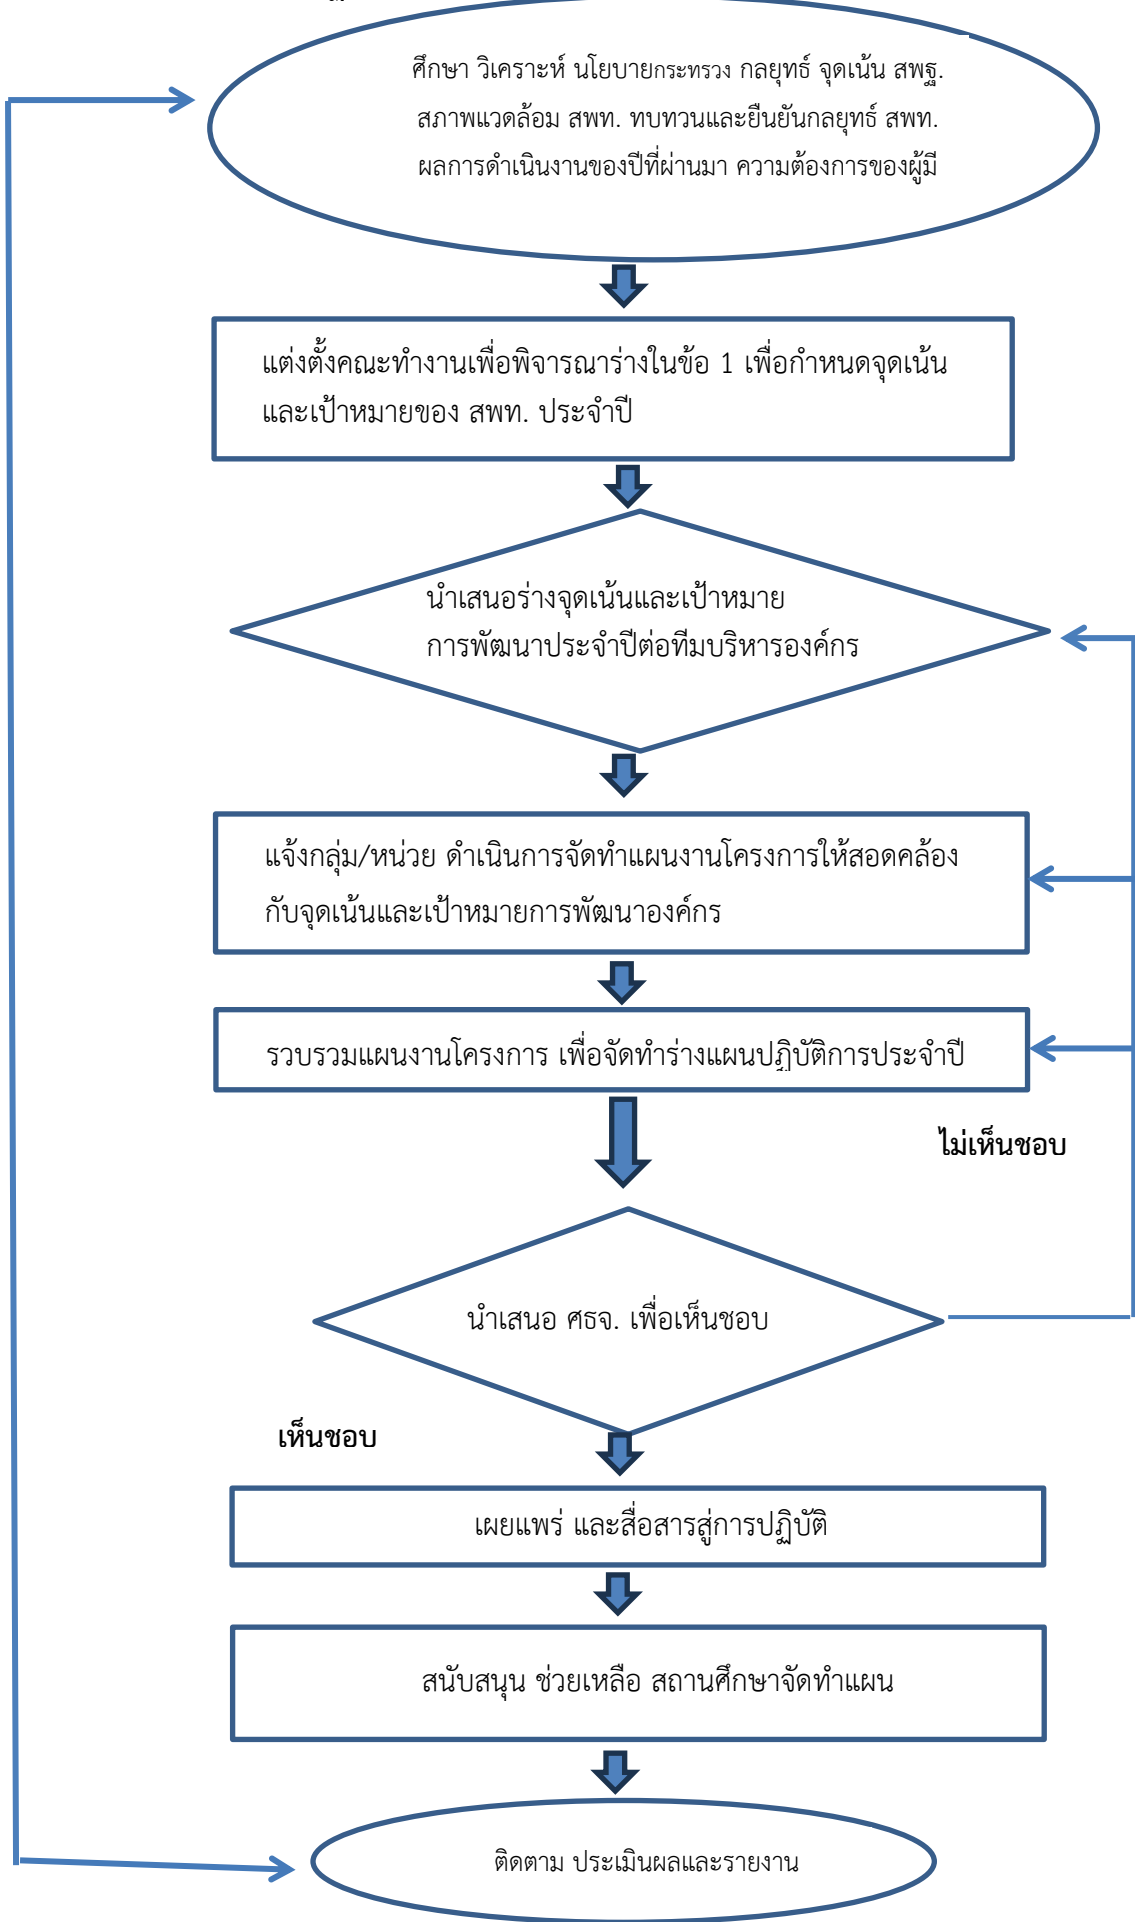 ศึกษา วิเคราะห์ นโยบายกระทรวง กลยุทธ์ จุดเน้น สพฐ.
สภาพแวดล้อม สพท. ทบทวนและยืนยันกลยุทธ์ สพท.
ผลการดำเนินงานของปีที่ผ่านมา ความต้องการของผู้มี
แต่งตั้งคณะทำงานเพื่อพิจารณาร่างในข้อ 1 เพื่อกำหนดจุดเน้น
และเป้าหมายของ สพท. ประจำปี
นำเสนอร่างจุดเน้นและเป้าหมาย
การพัฒนาประจำปีต่อทีมบริหารองค์กร
แจ้งกลุ่ม/หน่วย ดำเนินการจัดทำแผนงานโครงการให้สอดคล้อง
กับจุดเน้นและเป้าหมายการพัฒนาองค์กร
รวบรวมแผนงานโครงการ เพื่อจัดทำร่างแผนปฏิบัติการประจำปี
ไม่เห็นชอบ
นำเสนอ ศธจ. เพื่อเห็นชอบ
เห็นชอบ
เผยแพร่ และสื่อสารสู่การปฏิบัติ
สนับสนุน ช่วยเหลือ สถานศึกษาจัดทำแผน
ติดตาม ประเมินผลและรายงาน